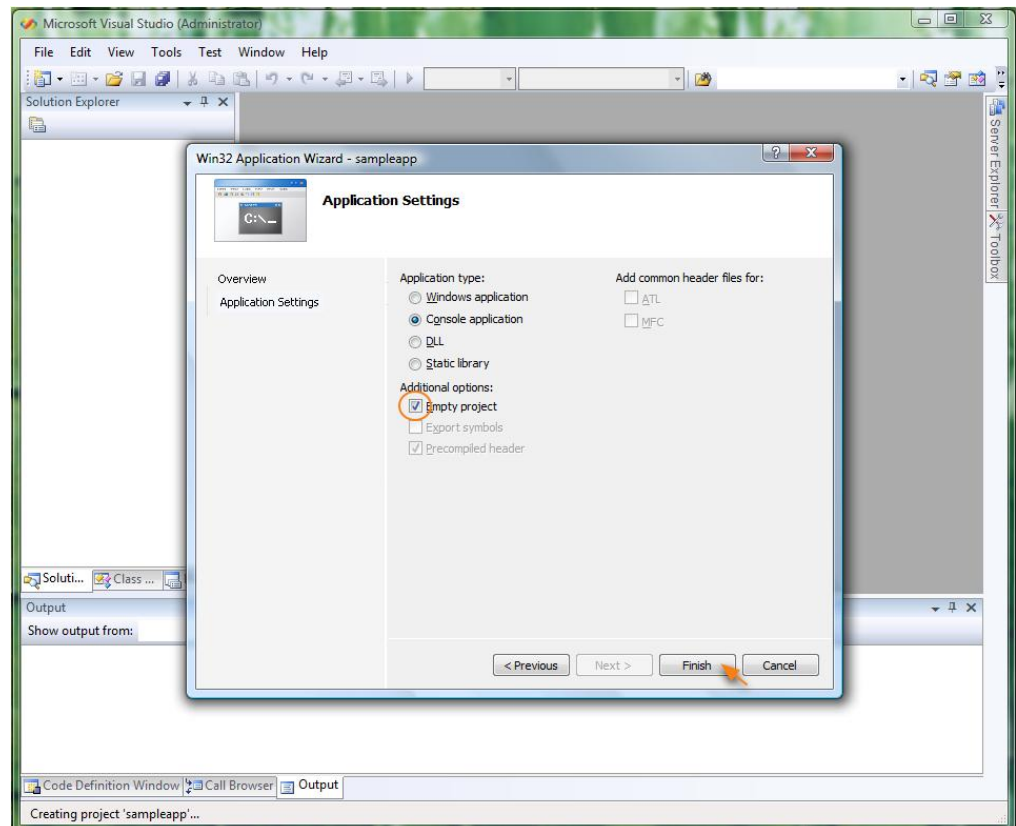 Microsoft Visual Studio (Administrator)
File Edit View Tools Test Window Help
Solution Explorer
Server Explorer
Toolbox
Win32 Application Wizard - sampleapp
C:\_
Application Settings
Overview
Application Settings
Application type:
Windows application
Console application
DLL
Static library
Additional options:
Empty project
Export symbols
Precompiled header
Add common header files for:
ATL
MFC
< Previous Next > Finish Cancel
Soluti... Class ...
Output
Show output from:
Code Definition Window Call Browser Output
Creating project 'sampleapp'...